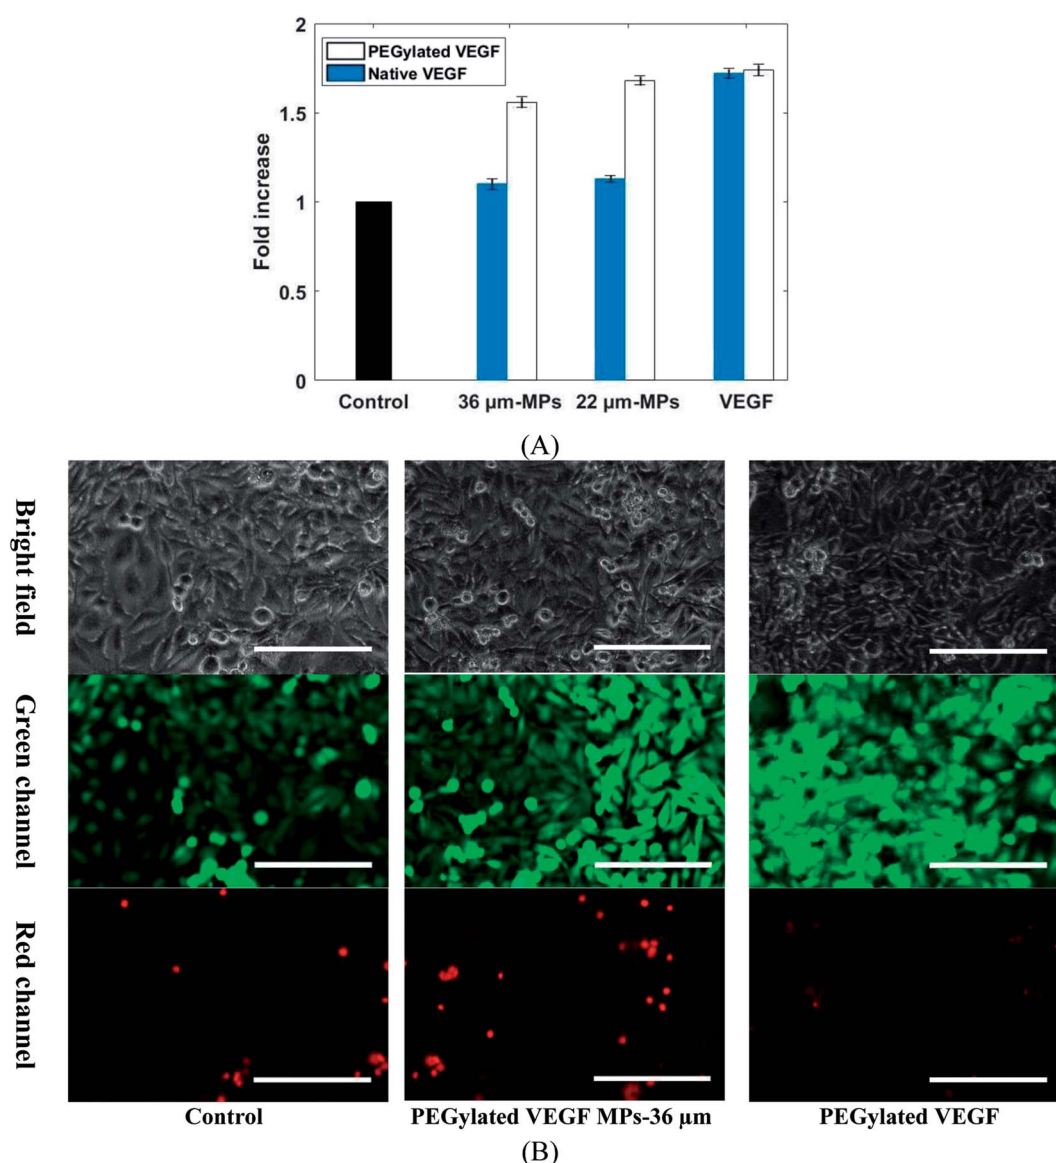 2
PEGylated VEGF
Native VEGF
1.5
1
0.5
0
Fold increase
Control
36 µm-MPs
22 µm-MPs
VEGF
(A)
Bright field
Green channel
Red channel
Control
PEGylated VEGF MPs-36 µm
PEGylated VEGF
(B)